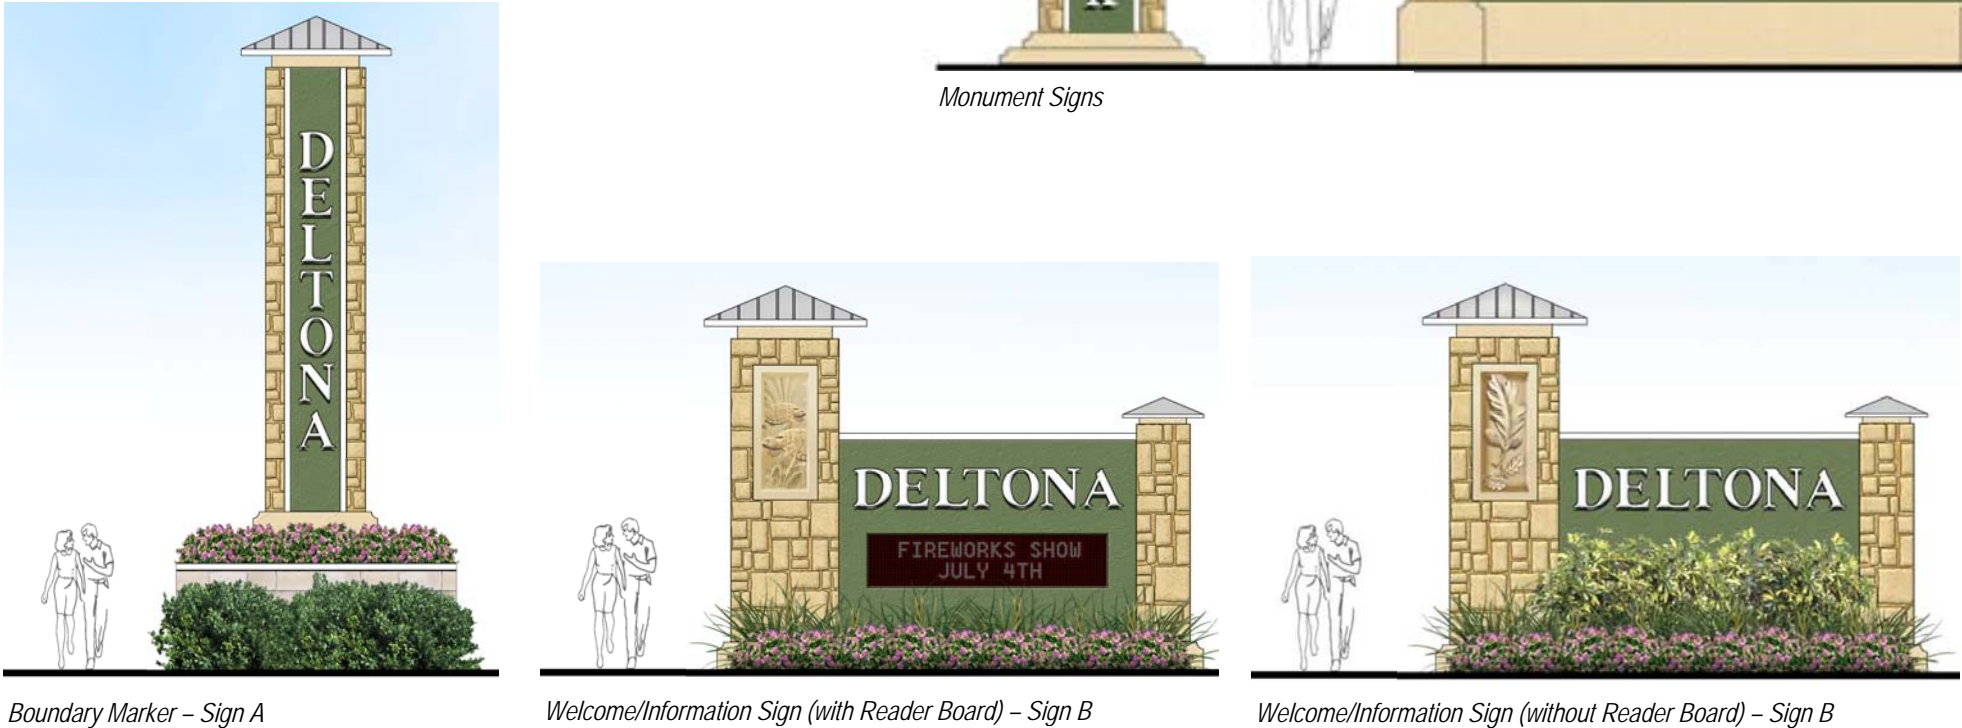 K
Monument Signs
DELTONA
Boundary Marker – Sign A
DELTONA
FIREWORKS SHOW
JULY 4TH
Welcome/Information Sign (with Reader Board) – Sign B
DELTONA
Welcome/Information Sign (without Reader Board) – Sign B